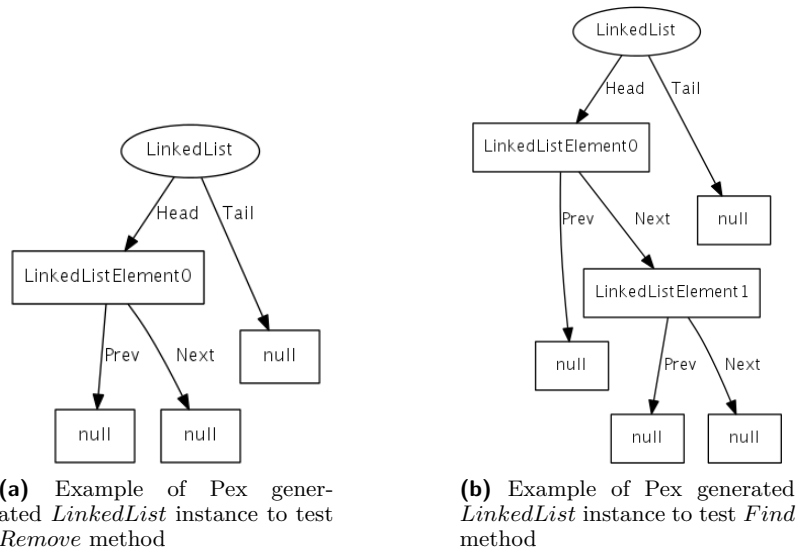 LinkedList
Head
Tail
LinkedListElement0
null
Prev
Next
null
null
(a) Example of Pex gener-
ated LinkedList instance to test
Remove method
LinkedList
Head
Tail
LinkedListElement0
null
Prev
Next
LinkedListElement1
null
Prev
Next
null
null
(b) Example of Pex generated
LinkedList instance to test Find
method